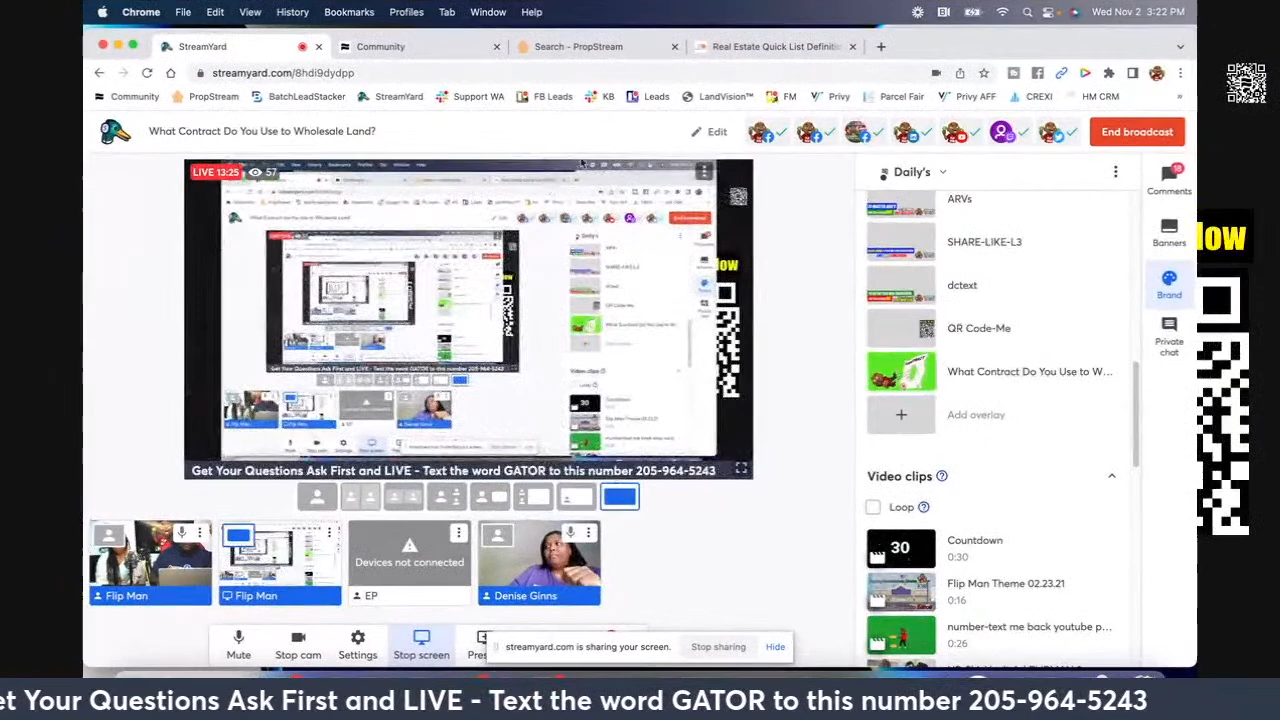 Chrome File Edit View History Bookmarks Profiles Tab Window Help Wed Nov 2 3:22 PM
StreamYard Community Search - PropStream Real Estate Quick List Definiti
streamyard.com/8hdi9dydpp
Community PropStream BatchLeadStacker StreamYard Support WA FB Leads KB Leads LandVision™ FM Privy Parcel Fair Privy AFF CREXI HM CRM »
What Contract Do You Use to Wholesale Land? Edit End broadcast
LIVE 13:25 57
Daily's
Comments
18
ARVs
SHARE-LIKE-L3
Banners
dctext
Brand
QR Code-Me
Private chat
What Contract Do You Use to W...
Add overlay
Now
Get Your Questions Ask First and LIVE - Text the word GATOR to this number 205-964-5243
Video clips
Loop
30 Countdown
0:30
Flip Man Theme 02.23.21
0:16
number-text me back youtube p...
0:26
Devices not connected
Flip Man Flip Man EP Denise Ginns
Mute Stop cam Settings Stop screen Pres
streamyard.com is sharing your screen. Stop sharing Hide
et Your Questions Ask First and LIVE - Text the word GATOR to this number 205-964-5243